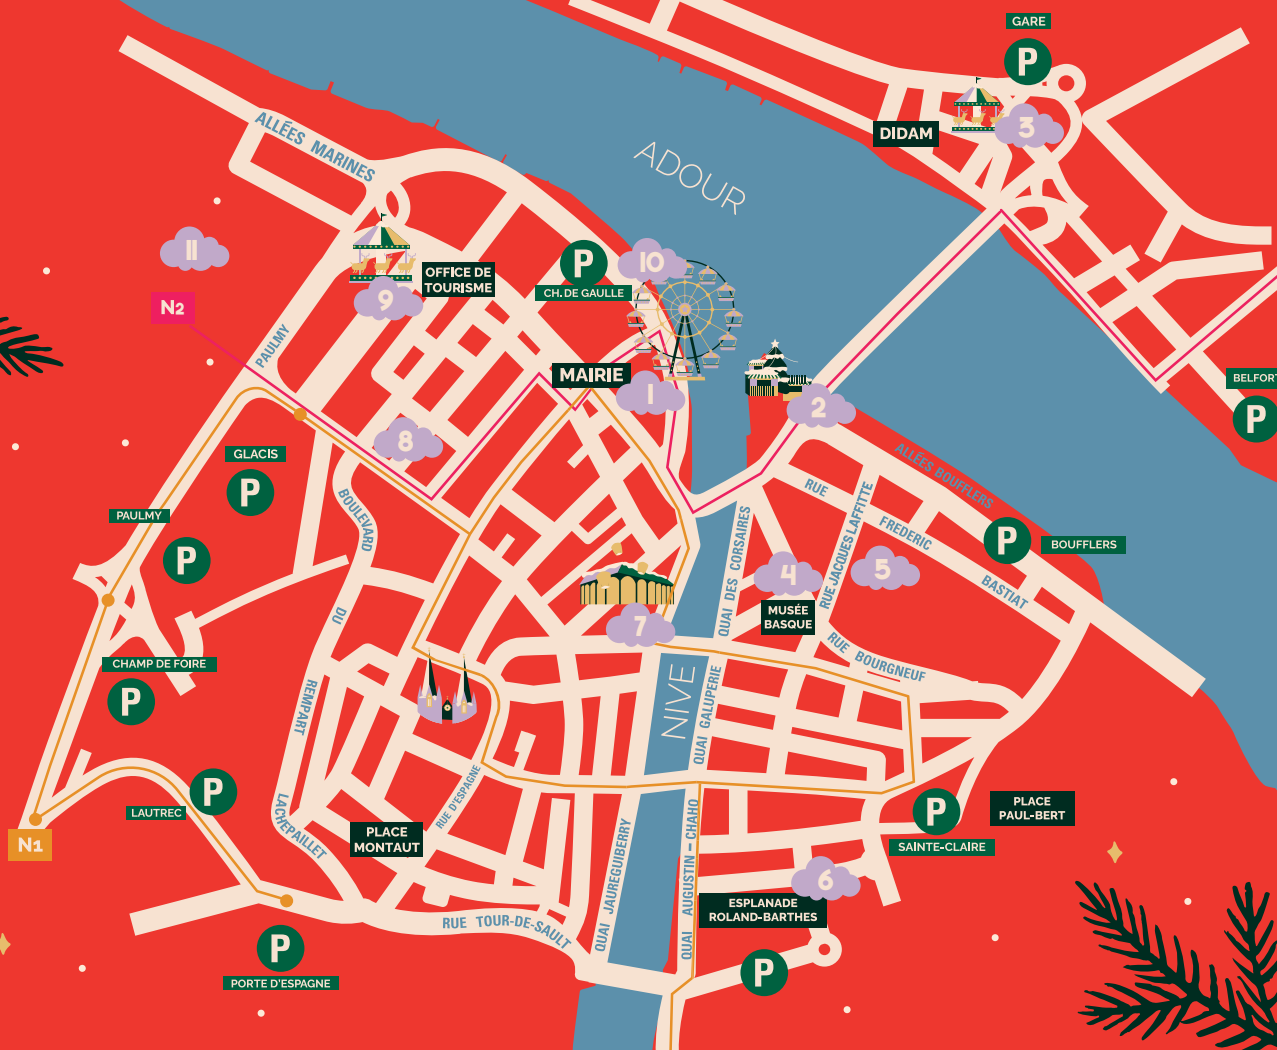 GARE
P
3
DIDAM
ALLÉES MARINES
ADOUR
11
N2
9
OFFICE DE
TOURISME
P
CH. DE GAULLE
10
PAULMY
MAIRIE
1
2
BELFORT
P
8
GLACIS
P
PAULMY
P
BOULEVARD
DU
REMPART
LACHEPAILLET
ALLÉES BOUFFLERS
RUE
FREDERIC
BASTIAT
RUE JACQUES LAFFITTE
P
BOUFFLERS
QUAI DES CORSAIRES
4
5
MUSÉE
BASQUE
RUE BOURGNEUF
7
CHAMP DE FOIRE
P
NIVE
QUAI GALUPERIE
P
LAUTREC
N1
RUE D'ESPAGNE
PLACE
MONTAUT
QUAI JAUREGUIBERRY
QUAI AUGUSTIN-CHAHO
P
SAINTE-CLAIRE
PLACE
PAUL-BERT
6
ESPLANADE
ROLAND-BARTHES
P
RUE TOUR-DE-SAULT
P
PORTE D'ESPAGNE